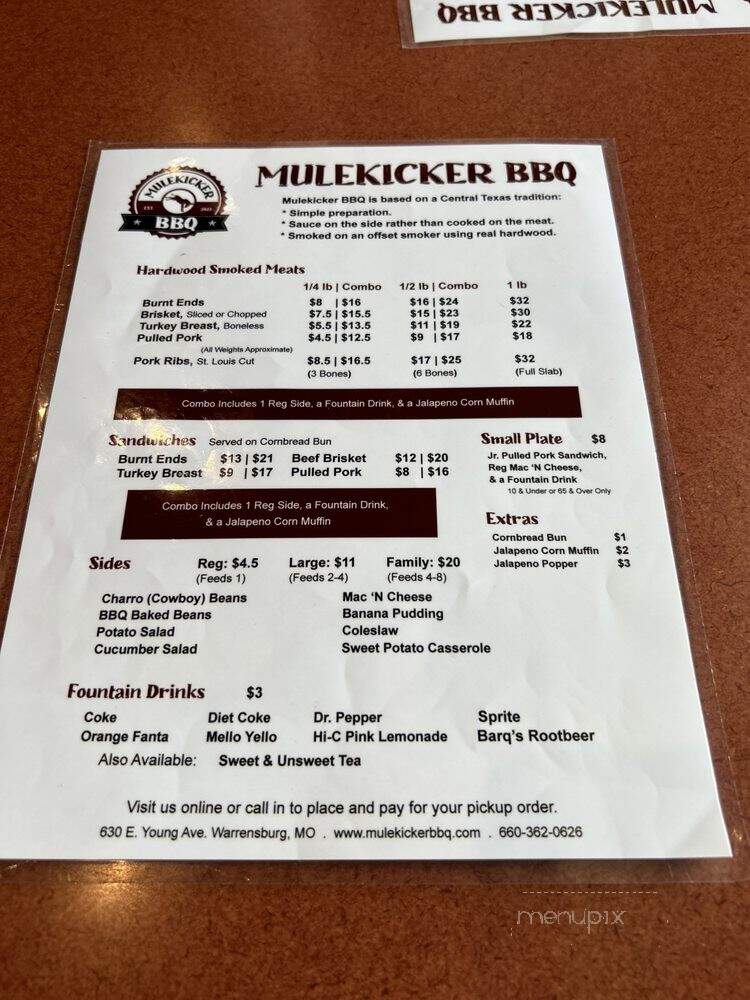 MULEKICKER BBQ
MULEKICKER
EST 2021
BBQ
MULEKICKER BBQ
Mulekicker BBQ is based on a Central Texas tradition:
* Simple preparation.
* Sauce on the side rather than cooked on the meat.
* Smoked on an offset smoker using real hardwood.
Hardwood Smoked Meats
1/4 lb | Combo 1/2 lb | Combo 1 lb
Burnt Ends $8 | $16 $16 | $24 $32
Brisket, Sliced or Chopped $7.5 | $15.5 $15 | $23 $30
Turkey Breast, Boneless $5.5 | $13.5 $11 | $19 $22
Pulled Pork $4.5 | $12.5 $9 | $17 $18
(All Weights Approximate)
Pork Ribs, St. Louis Cut $8.5 | $16.5 $17 | $25 $32
(3 Bones) (6 Bones) (Full Slab)
Combo Includes 1 Reg Side, a Fountain Drink, & a Jalapeno Corn Muffin
Sandwiches Served on Cornbread Bun
Burnt Ends $13 | $21 Beef Brisket $12 | $20
Turkey Breast $9 | $17 Pulled Pork $8 | $16
Combo Includes 1 Reg Side, a Fountain Drink,
& a Jalapeno Corn Muffin
Small Plate $8
Jr. Pulled Pork Sandwich,
Reg Mac 'N Cheese,
& a Fountain Drink
10 & Under or 65 & Over Only
Extras
Cornbread Bun $1
Jalapeno Corn Muffin $2
Jalapeno Popper $3
Sides Reg: $4.5 Large: $11 Family: $20
(Feeds 1) (Feeds 2-4) (Feeds 4-8)
Charro (Cowboy) Beans Mac 'N Cheese
BBQ Baked Beans Banana Pudding
Potato Salad Coleslaw
Cucumber Salad Sweet Potato Casserole
Fountain Drinks $3
Coke Diet Coke Dr. Pepper Sprite
Orange Fanta Mello Yello Hi-C Pink Lemonade Barq's Rootbeer
Also Available: Sweet & Unsweet Tea
Visit us online or call in to place and pay for your pickup order.
630 E. Young Ave. Warrensburg, MO . www.mulekickerbbq.com . 660-362-0626
menupix